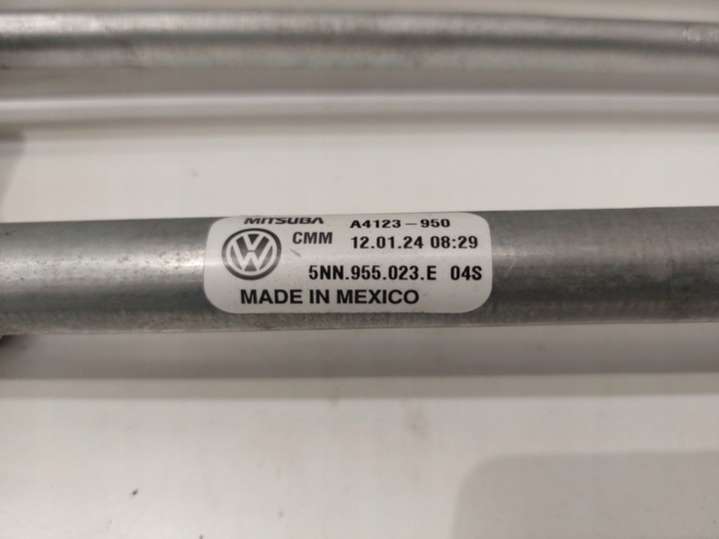 MITSUBA A4123-950
CMM 12.01.24 08:29
5NN.955.023.E 04S
MADE IN MEXICO